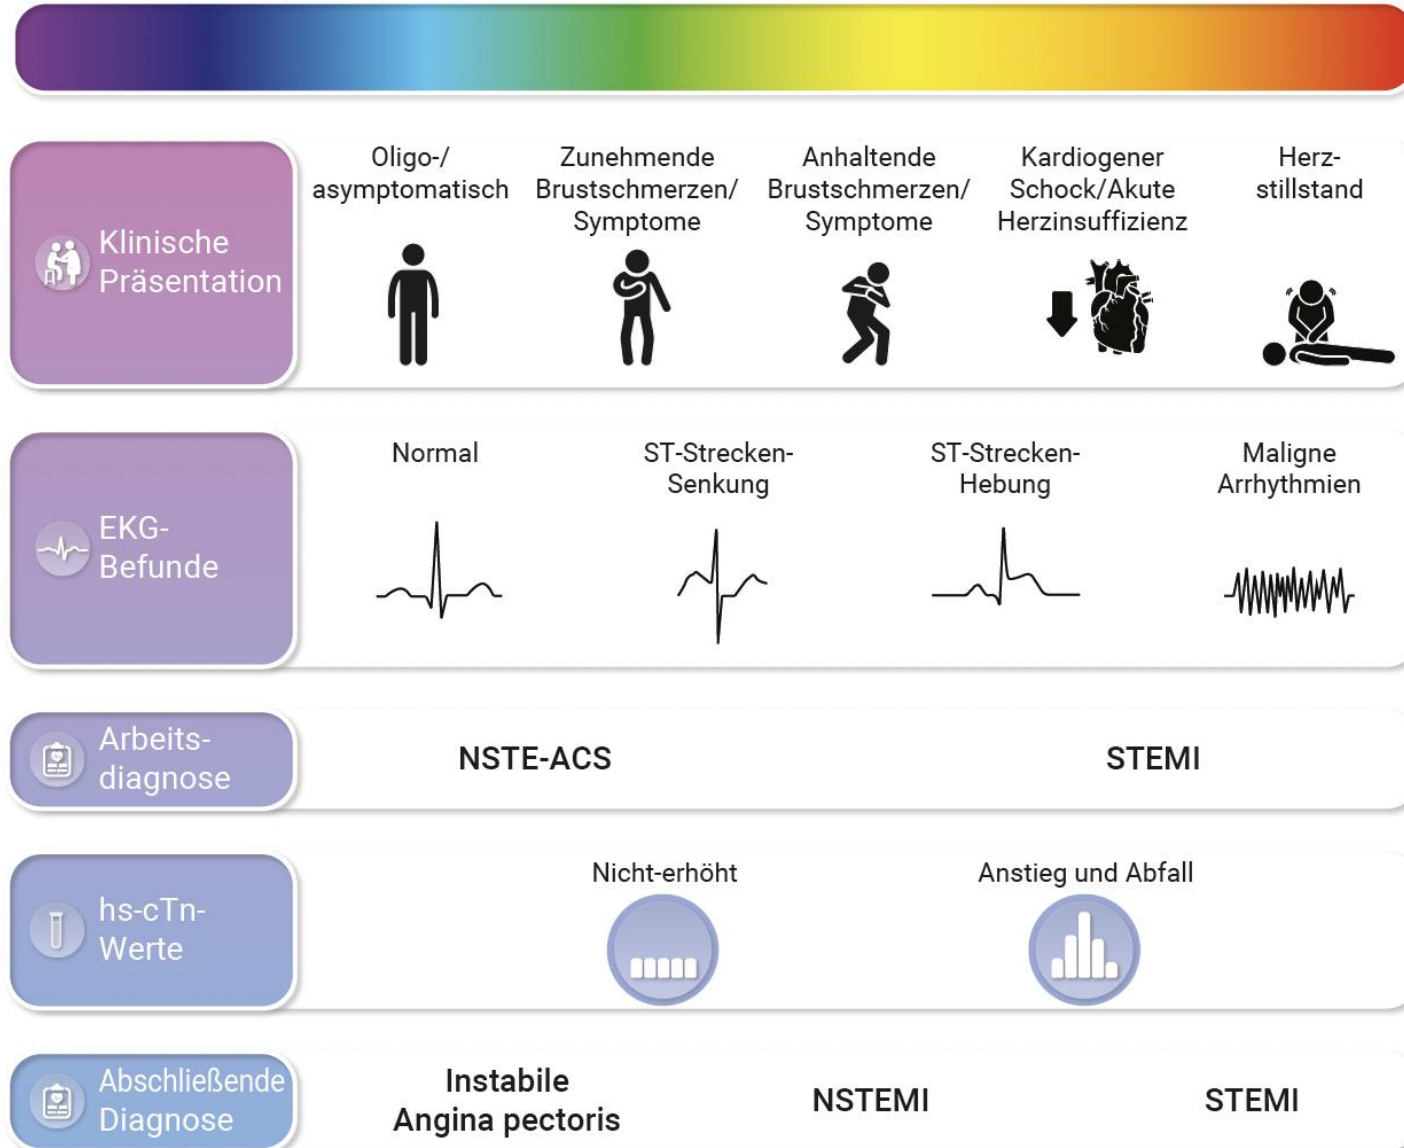 Klinische
Präsentation
Oligo-/
asymptomatisch
Zunehmende
Brustschmerzen/
Symptome
Anhaltende
Brustschmerzen/
Symptome
Kardiogener
Schock/Akute
Herzinsuffizienz
Herz-
stillstand
EKG-
Befunde
Normal
ST-Strecken-
Senkung
ST-Strecken-
Hebung
Maligne
Arrhythmien
Arbeits-
diagnose
NSTE-ACS
STEMI
hs-cTn-
Werte
Nicht-erhöht
Anstieg und Abfall
Abschließende
Diagnose
Instabile
Angina pectoris
NSTEMI
STEMI